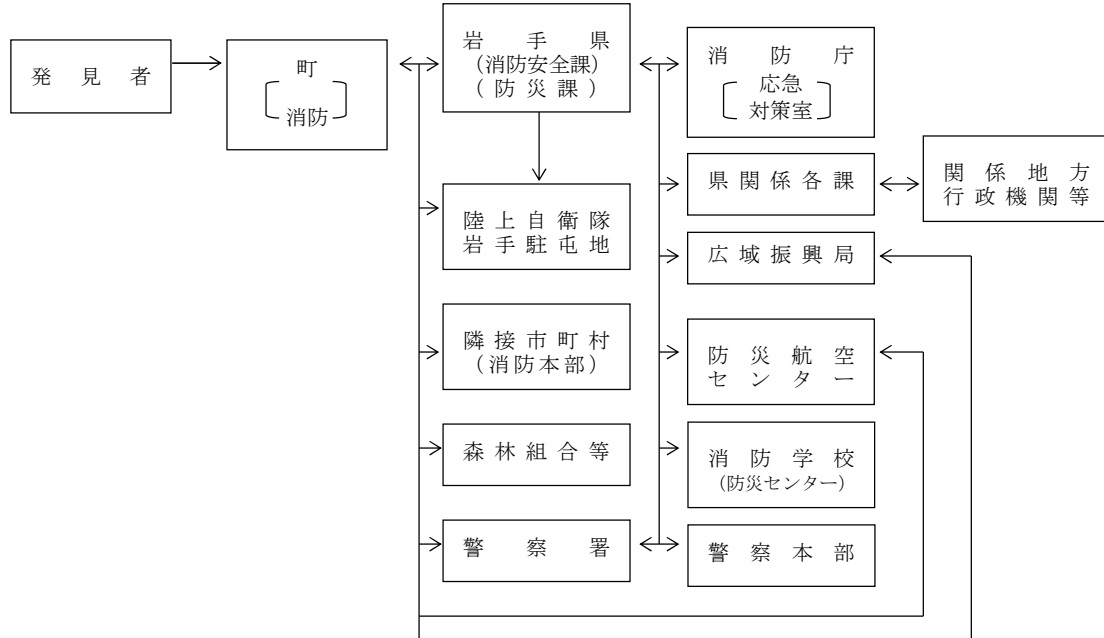 発見者
町
消防
岩手県
(消防安全課)
(防災課)
消防庁
応急
対策室
県関係各課
関係地方
行政機関等
陸上自衛隊
岩手駐屯地
広域振興局
隣接市町村
(消防本部)
防災航空
センター
森林組合等
消防学校
(防災センター)
警察署
警察本部